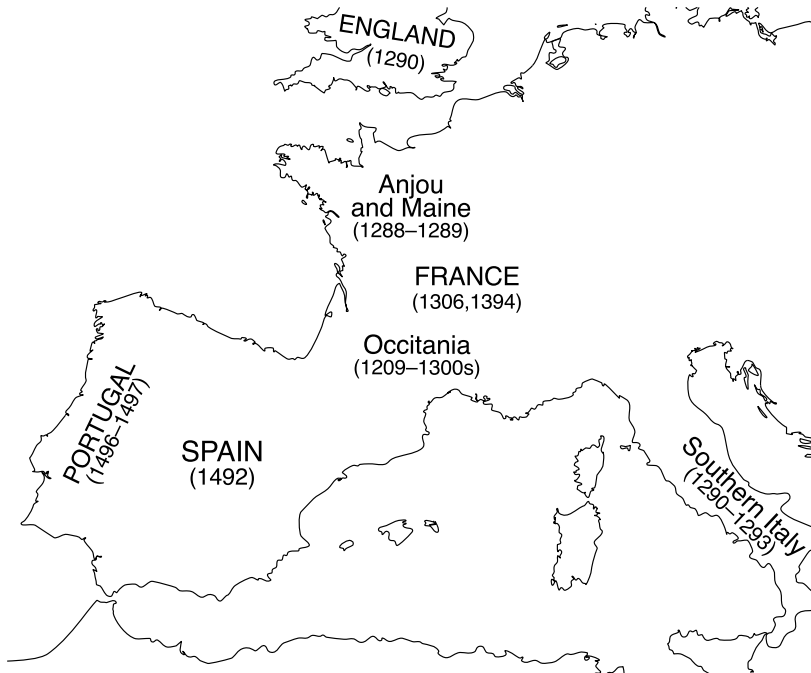 ENGLAND
(1290)
Anjou
and Maine
(1288–1289)
FRANCE
(1306,1394)
Occitania
(1209–1300s)
PORTUGAL
(1496–1497)
SPAIN
(1492)
Southern Italy
(1290–1293)